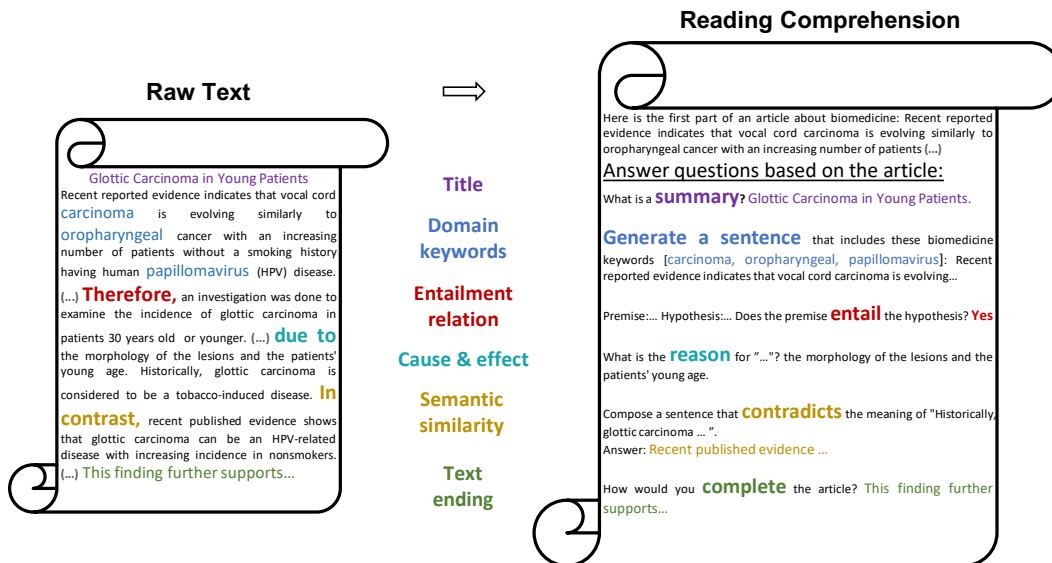 Reading Comprehension
Raw Text
⇨
Glottic Carcinoma in Young Patients
Recent reported evidence indicates that vocal cord
carcinoma is evolving similarly to
oropharyngeal cancer with an increasing
number of patients without a smoking history
having human papillomavirus (HPV) disease.
(...) Therefore, an investigation was done to
examine the incidence of glottic carcinoma in
patients 30 years old or younger. (...) due to
the morphology of the lesions and the patients'
young age. Historically, glottic carcinoma is
considered to be a tobacco-induced disease. In
contrast, recent published evidence shows
that glottic carcinoma can be an HPV-related
disease with increasing incidence in nonsmokers.
(...) This finding further supports...
Title
Domain
keywords
Entailment
relation
Cause & effect
Semantic
similarity
Text
ending
Here is the first part of an article about biomedicine: Recent reported
evidence indicates that vocal cord carcinoma is evolving similarly to
oropharyngeal cancer with an increasing number of patients (...)
Answer questions based on the article:
What is a summary? Glottic Carcinoma in Young Patients.
Generate a sentence that includes these biomedicine
keywords [carcinoma, oropharyngeal, papillomavirus]: Recent
reported evidence indicates that vocal cord carcinoma is evolving...
Premise:... Hypothesis:... Does the premise entail the hypothesis? Yes
What is the reason for "..."? the morphology of the lesions and the
patients' young age.
Compose a sentence that contradicts the meaning of "Historically,
glottic carcinoma ... ".
Answer: Recent published evidence ...
How would you complete the article? This finding further
supports...